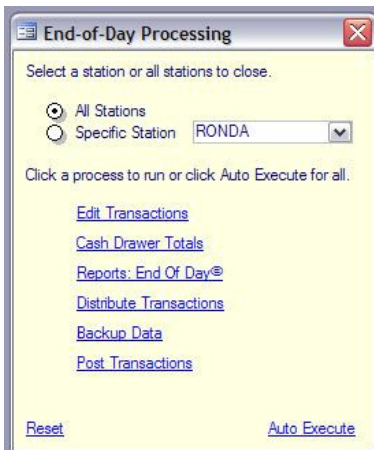 End-of-Day Processing
Select a station or all stations to close.
All Stations
Specific Station RONDA
Click a process to run or click Auto Execute for all.
Edit Transactions
Cash Drawer Totals
Reports: End Of Day®
Distribute Transactions
Backup Data
Post Transactions
Reset Auto Execute